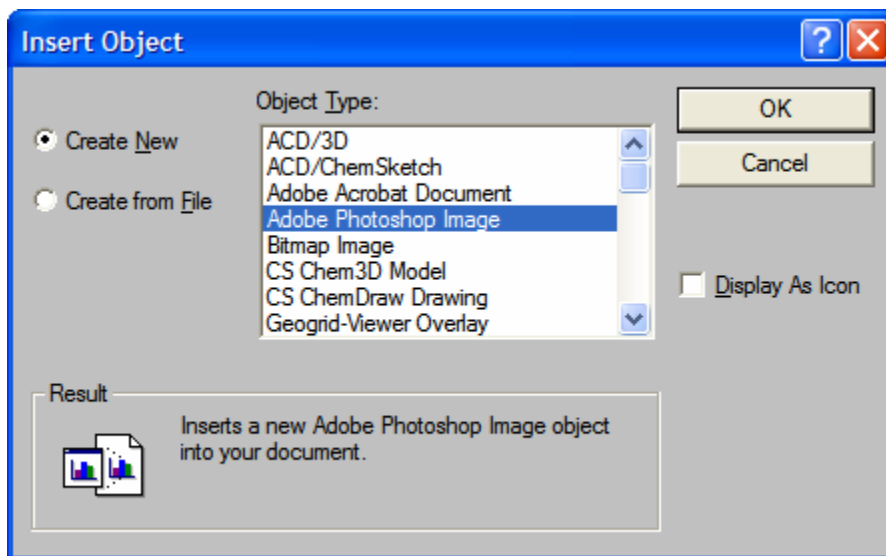 Insert Object
Object Type:
Create New
Create from File
ACD/3D
ACD/ChemSketch
Adobe Acrobat Document
Adobe Photoshop Image
Bitmap Image
CS Chem3D Model
CS ChemDraw Drawing
Geogrid-Viewer Overlay
OK
Cancel
Display As Icon
Result
Inserts a new Adobe Photoshop Image object
into your document.